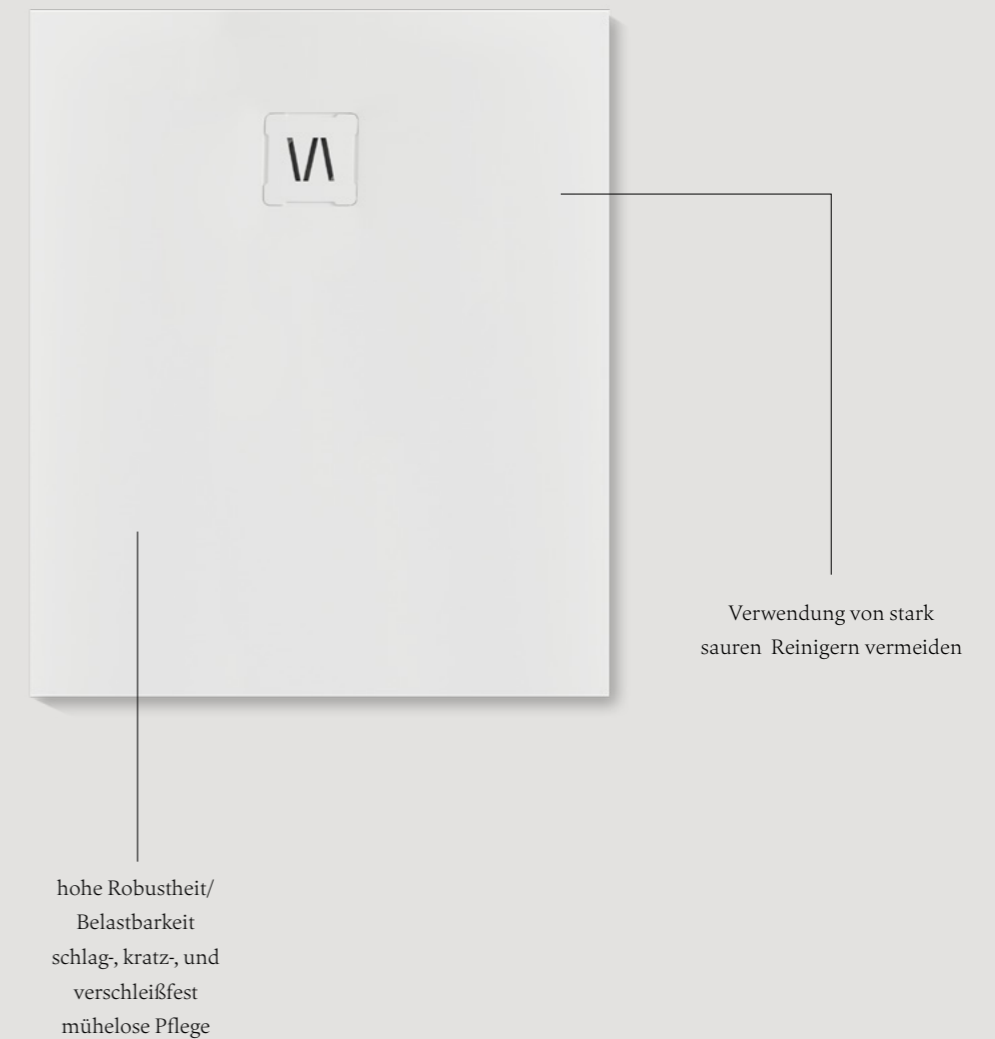 Verwendung von stark
sauren Reinigern vermeiden
hohe Robustheit/
Belastbarkeit
schlag-, kratz-, und
verschleißfest
mühelose Pflege